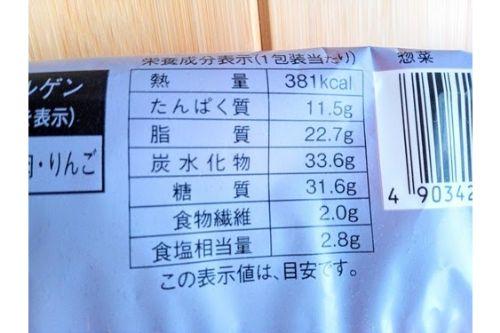 栄養成分表示(1包装当たり)
熱量 381kcal
たんぱく質 11.5g
脂質 22.7g
炭水化物 33.6g
糖質 31.6g
食物繊維 2.0g
食塩相当量 2.8g
この表示値は、目安です。
ルゲン
表示)
・りんご
惣菜
4 90342